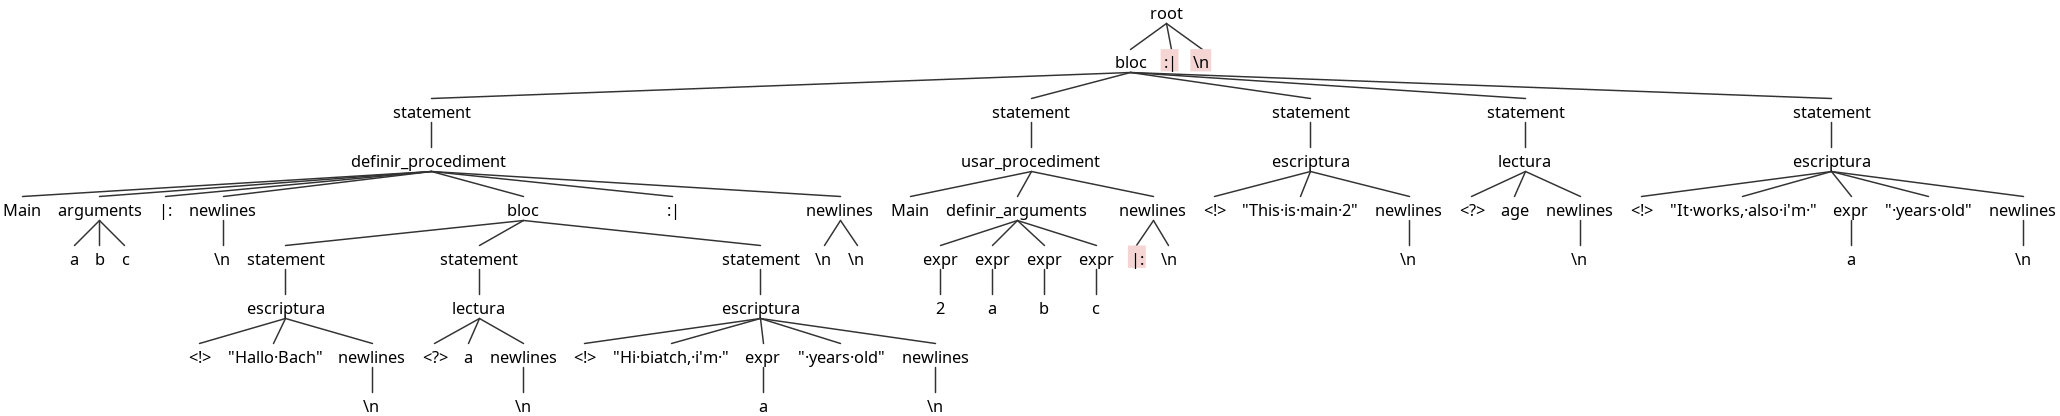 root
bloc :| \n
statement statement statement statement statement
definir_procediment usar_procediment escriptura lectura escriptura
Main arguments |: newlines bloc :| newlines Main definir_arguments newlines <!> "This·is·main·2" newlines <?> age newlines <!> "It·works,·also·i'm·" expr "·years·old" newlines
a b c \n statement statement statement \n \n expr expr expr expr |: \n \n \n a \n
escriptura lectura escriptura 2 a b c
<!> "Hallo·Bach" newlines <?> a newlines <!> "Hi·biatch,·i'm·" expr "·years·old" newlines
\n \n a \n